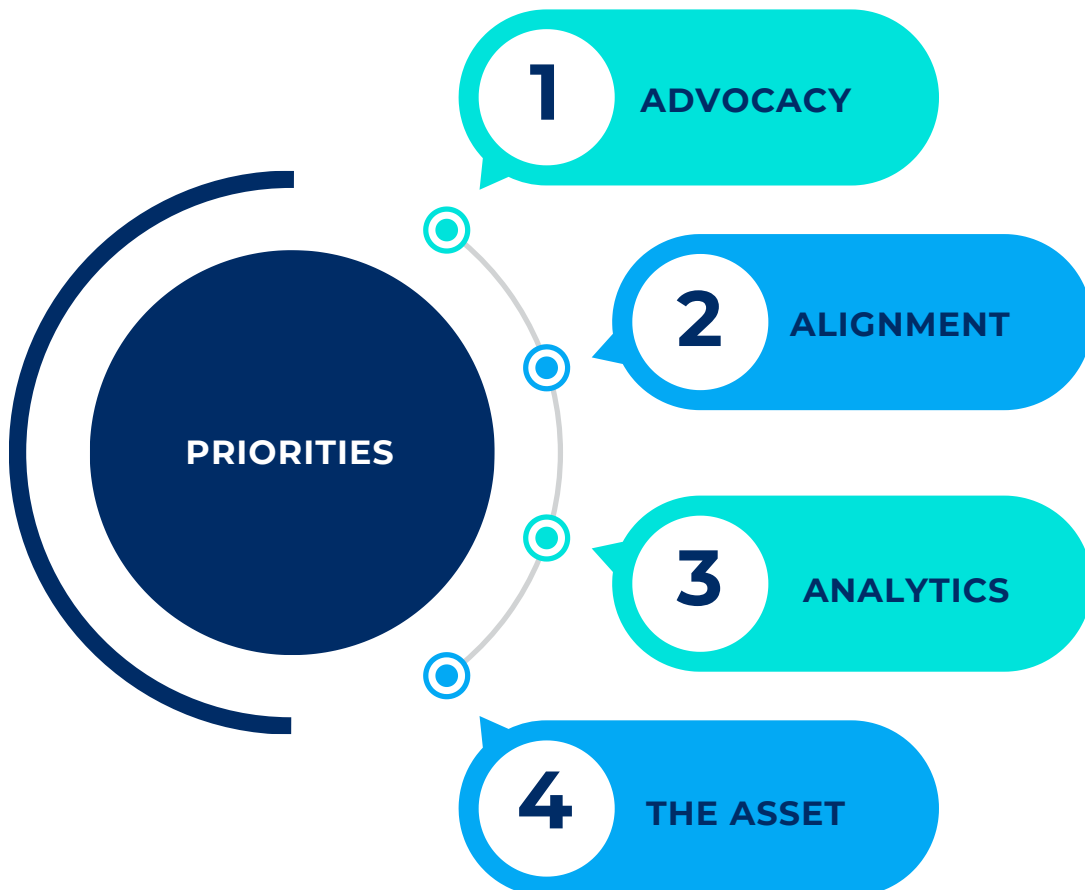 1
ADVOCACY
2
ALIGNMENT
PRIORITIES
3
ANALYTICS
4
THE ASSET